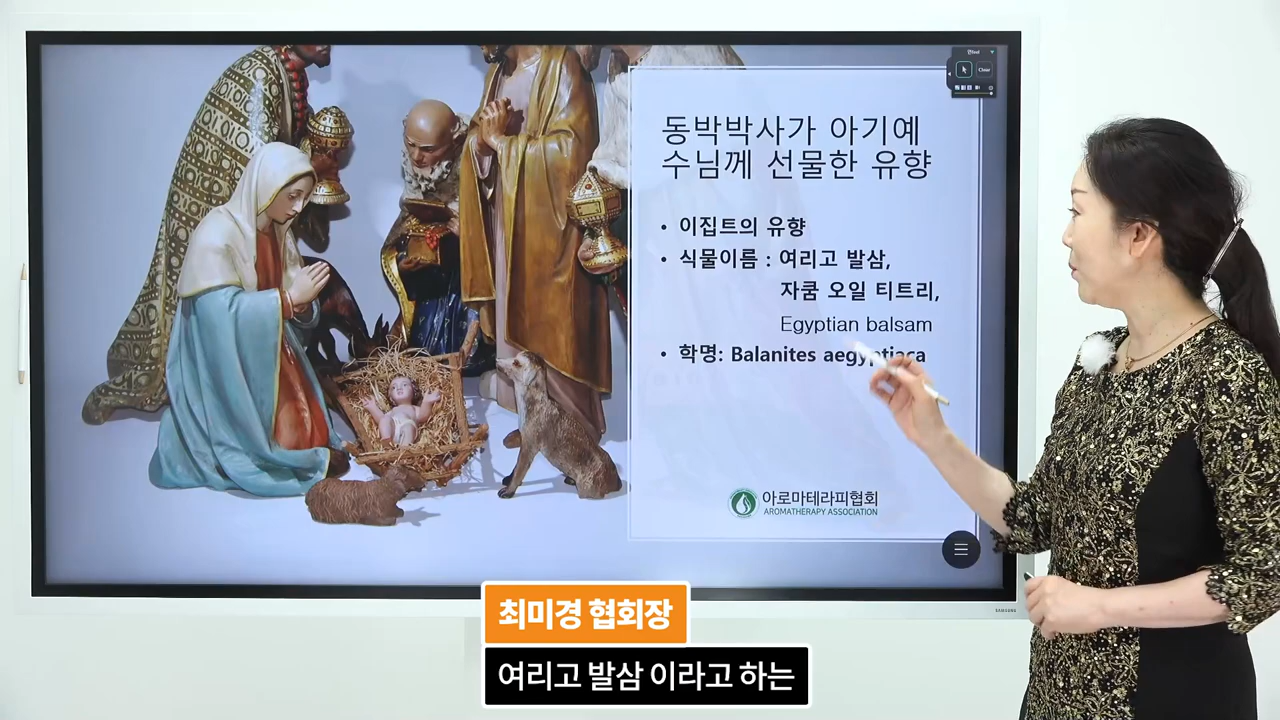 동박박사가 아기예
수님께 선물한 유향
• 이집트의 유향
• 식물이름 : 여리고 발삼,
자쿰 오일 티트리,
Egyptian balsam
• 학명: Balanites aegyptiaca
아로마테라피협회
AROMATHERAPY ASSOCIATION
Clear
SAMSUNG
최미경 협회장
여리고 발삼 이라고 하는